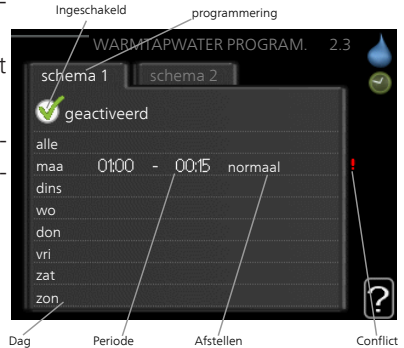 Ingeschakeld
programmering
WARMTAPWATER PROGRAM. 2.3
schema 1 schema 2
geactiveerd
alle
maa 01:00 - 00:15 normaal !
dins
wo
don
vri
zat
zon
?
Dag Periode Afstellen Conflict